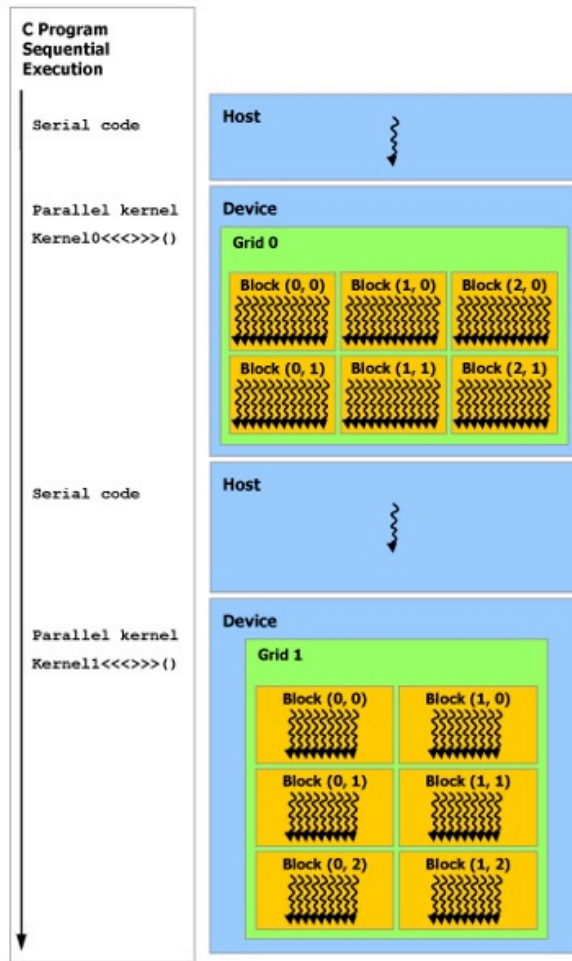 C Program
Sequential
Execution
Serial code
Host
Parallel kernel
Kernel0<<<>>>()
Device
Grid 0
Block (0, 0)
Block (1, 0)
Block (2, 0)
Block (0, 1)
Block (1, 1)
Block (2, 1)
Serial code
Host
Parallel kernel
Kernel1<<<>>>()
Device
Grid 1
Block (0, 0)
Block (1, 0)
Block (0, 1)
Block (1, 1)
Block (0, 2)
Block (1, 2)